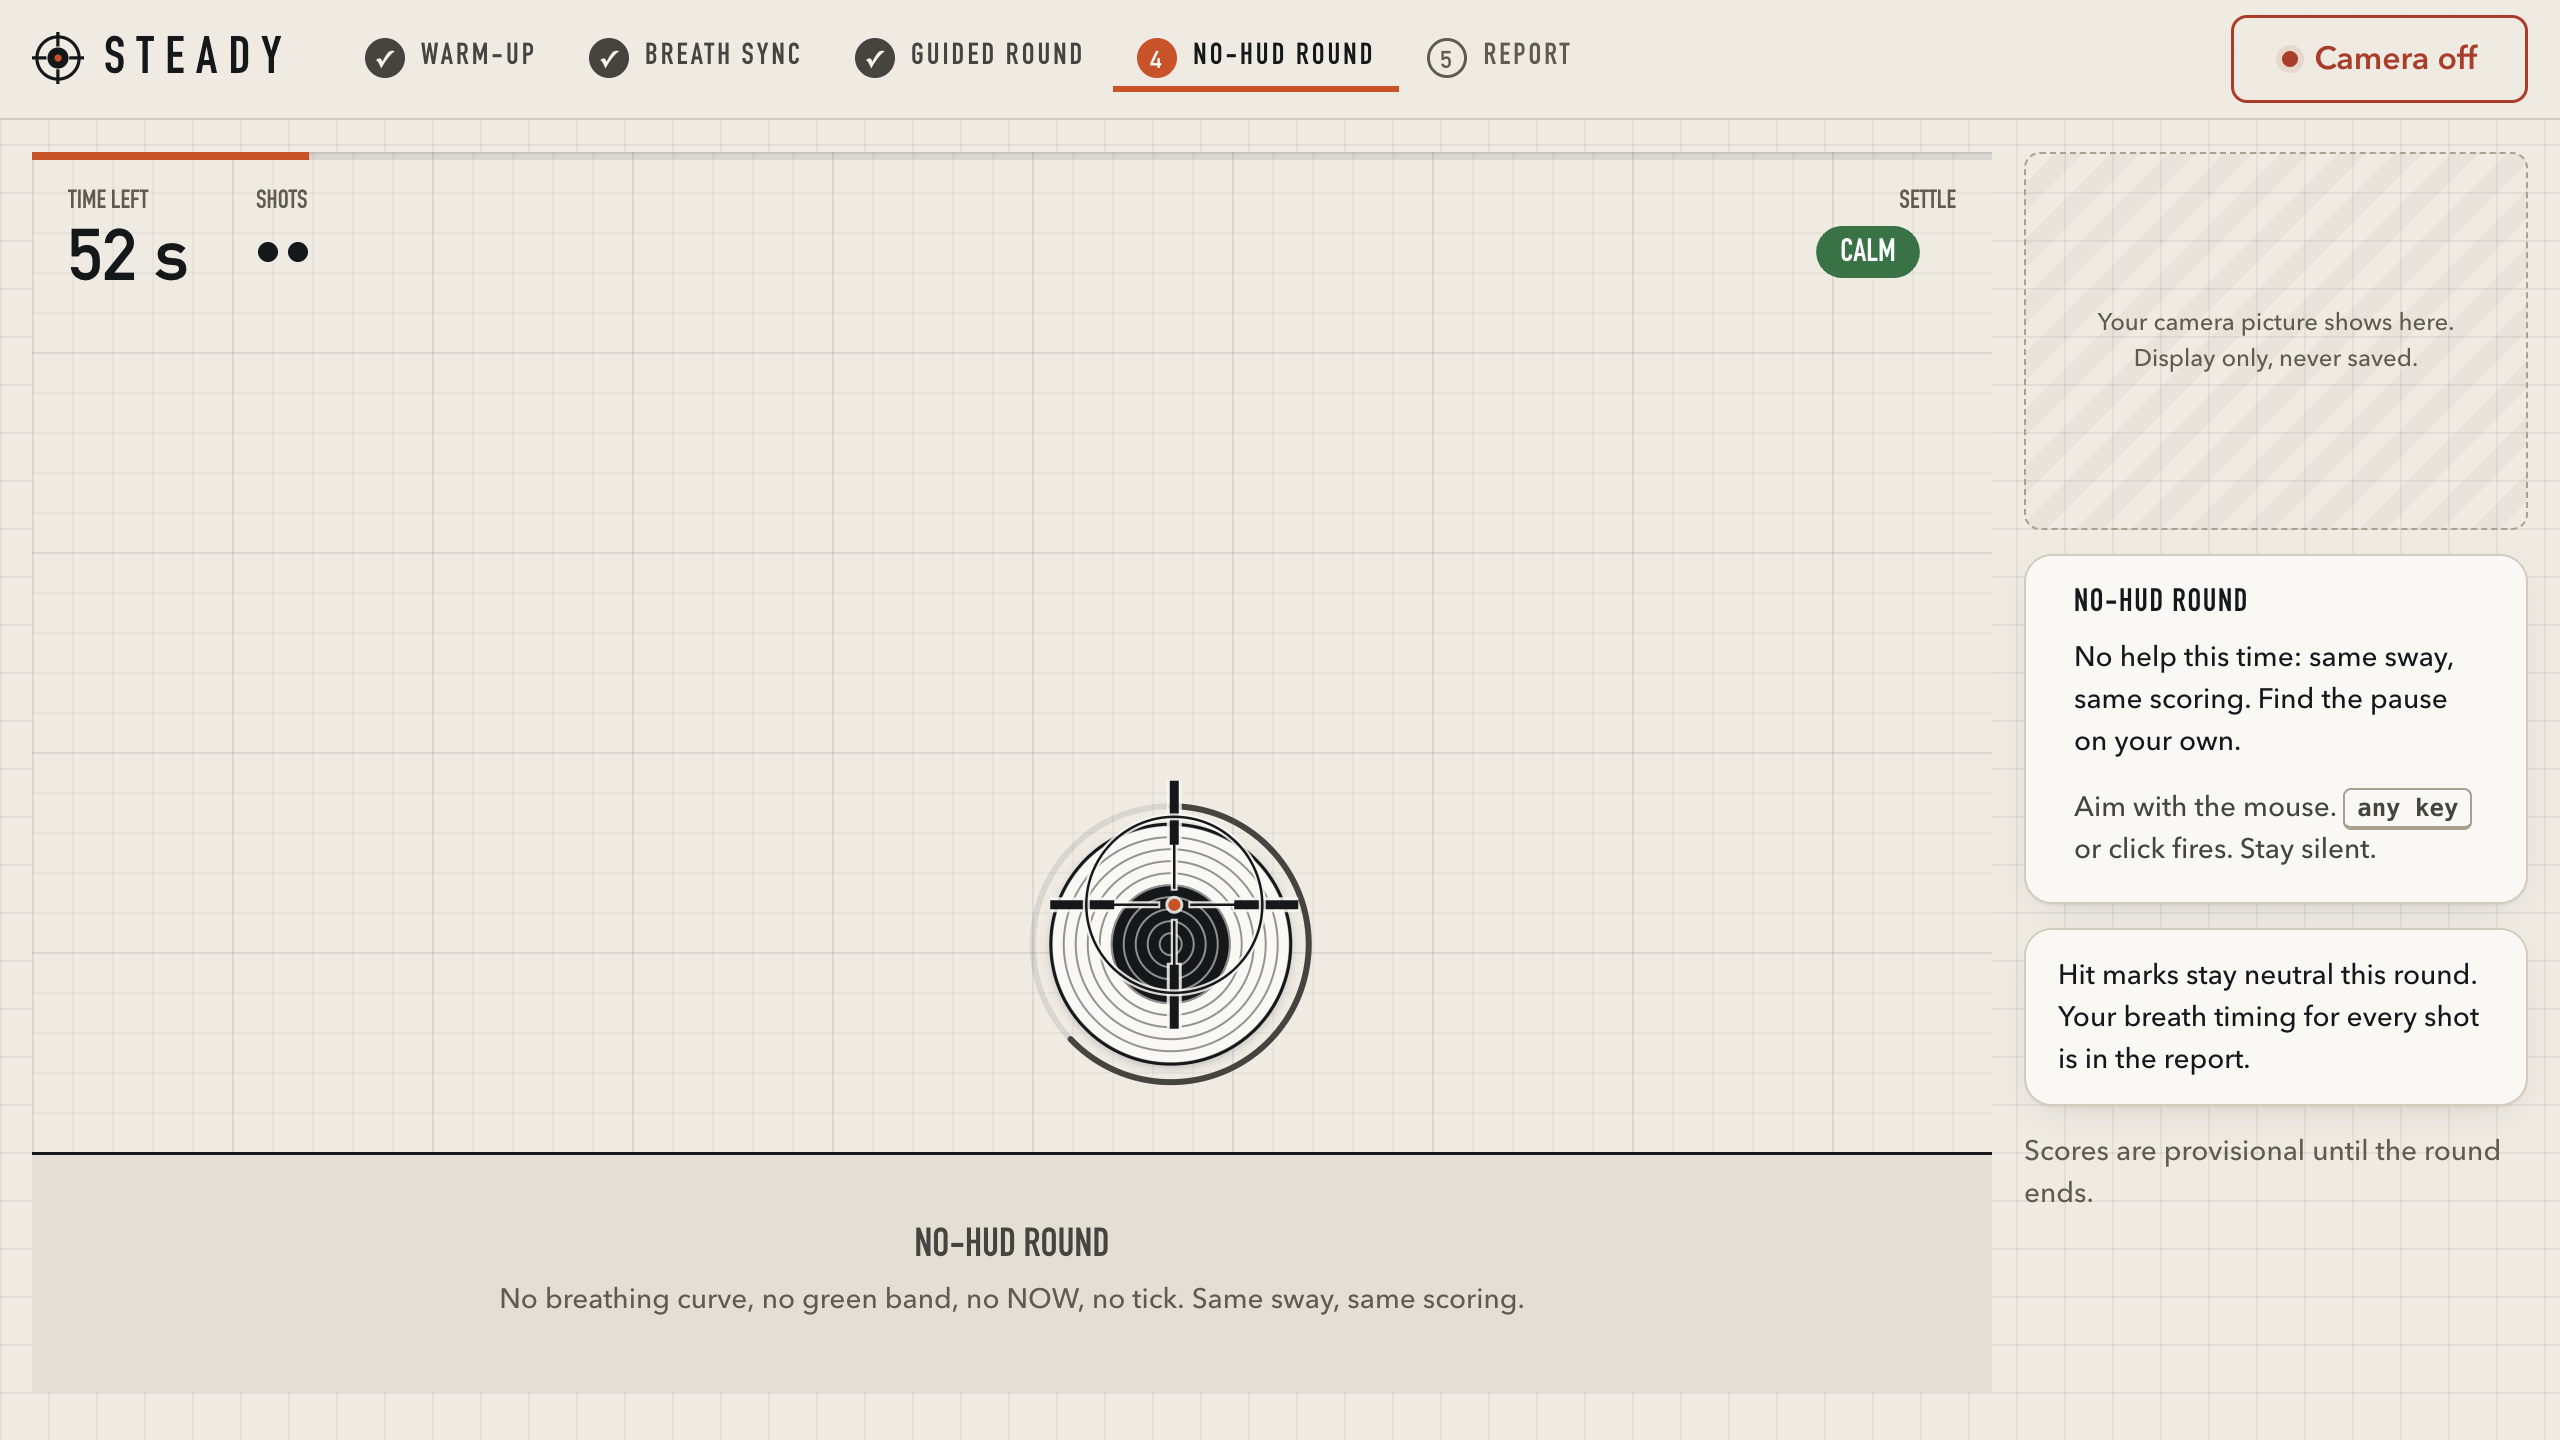 STEADY
✓ WARM-UP
✓ BREATH SYNC
✓ GUIDED ROUND
4 NO-HUD ROUND
5 REPORT
Camera off
TIME LEFT
52 s
SHOTS
SETTLE
CALM
Your camera picture shows here.
Display only, never saved.
NO-HUD ROUND
No help this time: same sway,
same scoring. Find the pause
on your own.
Aim with the mouse. any key
or click fires. Stay silent.
Hit marks stay neutral this round.
Your breath timing for every shot
is in the report.
Scores are provisional until the round
ends.
NO-HUD ROUND
No breathing curve, no green band, no NOW, no tick. Same sway, same scoring.